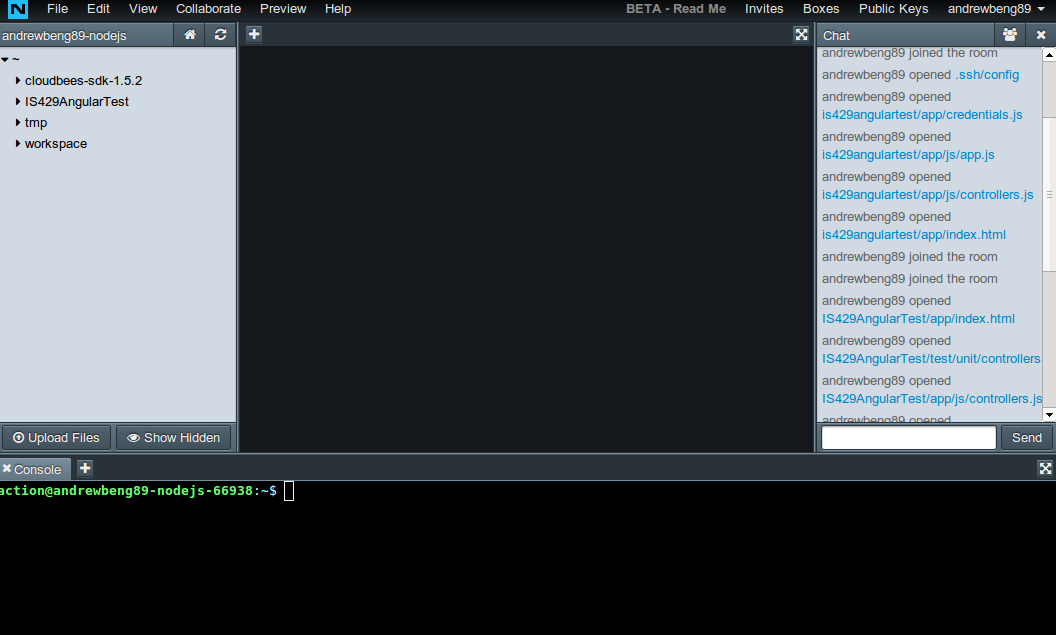 N File Edit View Collaborate Preview Help BETA - Read Me Invites Boxes Public Keys andrewbeng89
andrewbeng89-nodejs
~
cloudbees-sdk-1.5.2
IS429AngularTest
tmp
workspace
Upload Files Show Hidden
Chat
andrewbeng89 joined the room
andrewbeng89 opened .ssh/config
andrewbeng89 opened
is429angulartest/app/credentials.js
andrewbeng89 opened
is429angulartest/app/js/app.js
andrewbeng89 opened
is429angulartest/app/js/controllers.js
andrewbeng89 opened
is429angulartest/app/index.html
andrewbeng89 joined the room
andrewbeng89 joined the room
andrewbeng89 opened
IS429AngularTest/app/index.html
andrewbeng89 opened
IS429AngularTest/test/unit/controllers
andrewbeng89 opened
IS429AngularTest/app/js/controllers.js
andrewbeng89 opened
Send
Console
action@andrewbeng89-nodejs-66938:~$